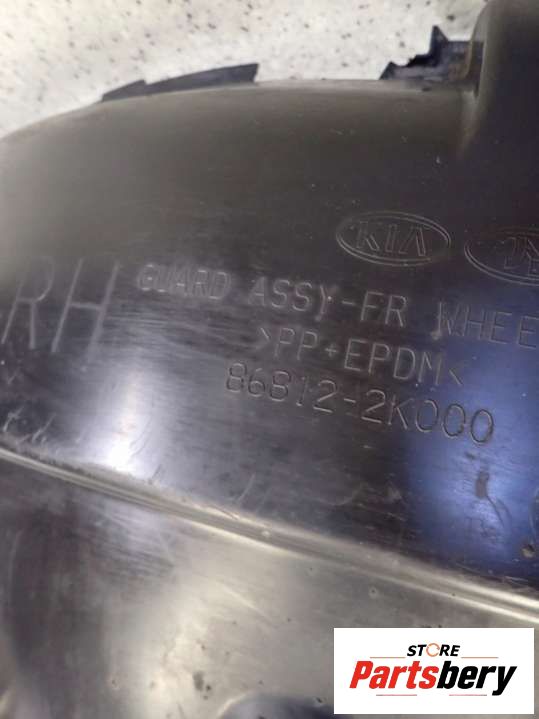 KIA
RH
GUARD ASSY-FR WHEE
>PP+EPDM<
86812-2K000
STORE
Partsbery